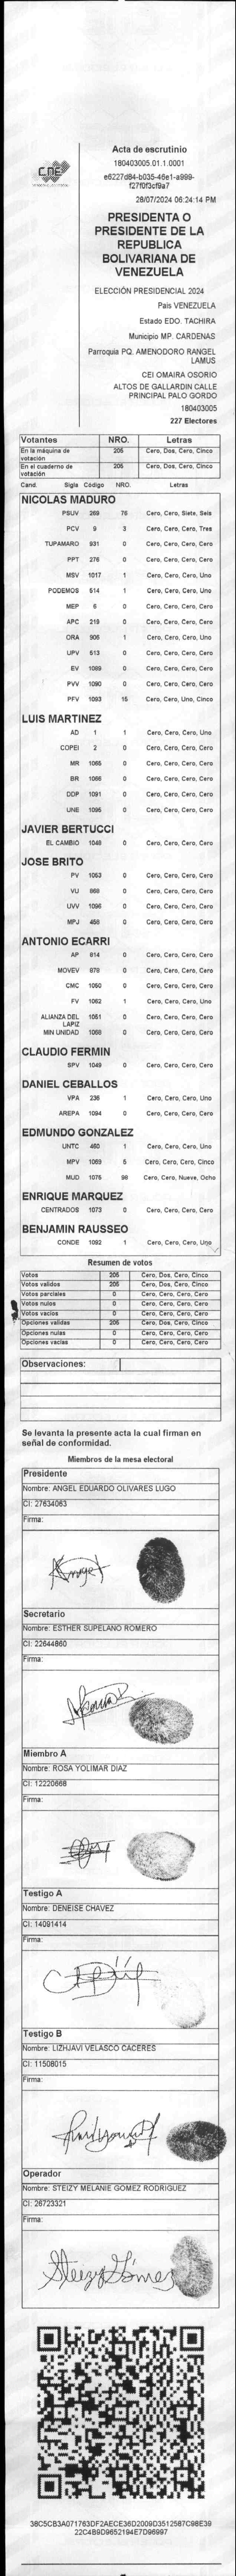 CNE
Acta de escrutinio
180403005.01.1.0001
e6227d84-b035-46e1-a999-
f27f0f3cf9a7
28/07/2024 06:24:14 PM
PRESIDENTA O
PRESIDENTE DE LA
REPUBLICA
BOLIVARIANA DE
VENEZUELA
ELECCIÓN PRESIDENCIAL 2024
Pais VENEZUELA
Estado EDO. TACHIRA
Municipio MP. CARDENAS
Parroquia PQ. AMENODORO RANGEL
LAMUS
CEI OMAIRA OSORIO
ALTOS DE GALLARDIN CALLE
PRINCIPAL PALO GORDO
180403005
227 Electores
Votantes NRO. Letras
En la máquina de votación 205 Cero, Dos, Cero, Cinco
En el cuaderno de votación 205 Cero, Dos, Cero, Cinco
Cand. Sigla Codigo NRO. Letras
NICOLAS MADURO
PSUV 269 76 Cero, Cero, Siete, Seis
PCV 9 3 Cero, Cero, Cero, Tres
TUPAMARO 931 0 Cero, Cero, Cero, Cero
PPT 276 0 Cero, Cero, Cero, Cero
MSV 1017 1 Cero, Cero, Cero, Uno
PODEMOS 514 1 Cero, Cero, Cero, Uno
MEP 6 0 Cero, Cero, Cero, Cero
APC 219 0 Cero, Cero, Cero, Cero
ORA 906 1 Cero, Cero, Cero, Uno
UPV 513 0 Cero, Cero, Cero, Cero
EV 1089 0 Cero, Cero, Cero, Cero
PVV 1090 0 Cero, Cero, Cero, Cero
PFV 1093 15 Cero, Cero, Uno, Cinco
LUIS MARTINEZ
AD 1 1 Cero, Cero, Cero, Uno
COPEI 2 0 Cero, Cero, Cero, Cero
MR 1065 0 Cero, Cero, Cero, Cero
BR 1066 0 Cero, Cero, Cero, Cero
DDP 1091 0 Cero, Cero, Cero, Cero
UNE 1095 0 Cero, Cero, Cero, Cero
JAVIER BERTUCCI
EL CAMBIO 1048 0 Cero, Cero, Cero, Cero
JOSE BRITO
PV 1053 0 Cero, Cero, Cero, Cero
VU 868 0 Cero, Cero, Cero, Cero
UVV 1096 0 Cero, Cero, Cero, Cero
MPJ 458 0 Cero, Cero, Cero, Cero
ANTONIO ECARRI
AP 914 0 Cero, Cero, Cero, Cero
MOVEV 978 0 Cero, Cero, Cero, Cero
CMC 1050 0 Cero, Cero, Cero, Cero
FV 1062 1 Cero, Cero, Cero, Uno
ALIANZA DEL LAPIZ 1051 0 Cero, Cero, Cero, Cero
MIN UNIDAD 1068 0 Cero, Cero, Cero, Cero
CLAUDIO FERMIN
SPV 1049 0 Cero, Cero, Cero, Cero
DANIEL CEBALLOS
VPA 236 1 Cero, Cero, Cero, Uno
AREPA 1094 0 Cero, Cero, Cero, Cero
EDMUNDO GONZALEZ
UNTC 460 1 Cero, Cero, Cero, Uno
MPV 1069 5 Cero, Cero, Cero, Cinco
MUD 1075 98 Cero, Cero, Nueve, Ocho
ENRIQUE MARQUEZ
CENTRADOS 1073 0 Cero, Cero, Cero, Cero
BENJAMIN RAUSSEO
CONDE 1092 1 Cero, Cero, Cero, Uno
Resumen de votos
Votos 205 Cero, Dos, Cero, Cinco
Votos validos 205 Cero, Dos, Cero, Cinco
Votos parciales 0 Cero, Cero, Cero, Cero
Votos nulos 0 Cero, Cero, Cero, Cero
Votos vacios 0 Cero, Cero, Cero, Cero
Opciones validas 205 Cero, Dos, Cero, Cinco
Opciones nulas 0 Cero, Cero, Cero, Cero
Opciones vacias 0 Cero, Cero, Cero, Cero
Observaciones:
Se levanta la presente acta la cual firman en
señal de conformidad.
Miembros de la mesa electoral
Presidente
Nombre: ANGEL EDUARDO OLIVARES LUGO
CI: 27634063
Firma:
Angel
Secretario
Nombre: ESTHER SUPELANO ROMERO
CI: 22644860
Firma:
Miembro A
Nombre: ROSA YOLIMAR DIAZ
CI: 12220668
Firma:
Testigo A
Nombre: DENEISE CHAVEZ
CI: 14091414
Firma:
Testigo B
Nombre: LIZHJAVI VELASCO CACERES
CI: 11508015
Firma:
Operador
Nombre: STEIZY MELANIE GOMEZ RODRIGUEZ
CI: 26723321
Firma:
Steizy Gómez
38C5CB3A071763DF2AECE36D2009D3512587C98E39
22C4B9D9652194E7D96997